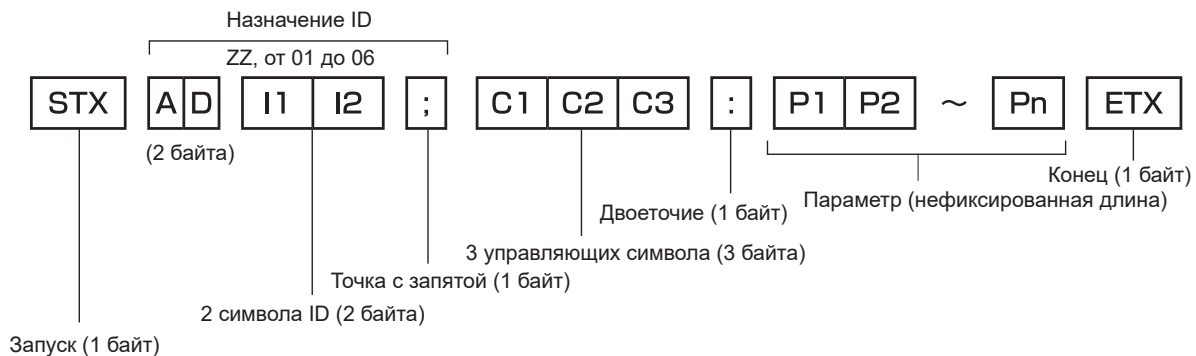 Назначение ID
ZZ, от 01 до 06
STX A D I1 I2 ; C1 C2 C3 : P1 P2 ～ Pn ETX
(2 байта)
Конец (1 байт)
Параметр (нефиксированная длина)
Двоеточие (1 байт)
3 управляющих символа (3 байта)
Точка с запятой (1 байт)
2 символа ID (2 байта)
Запуск (1 байт)